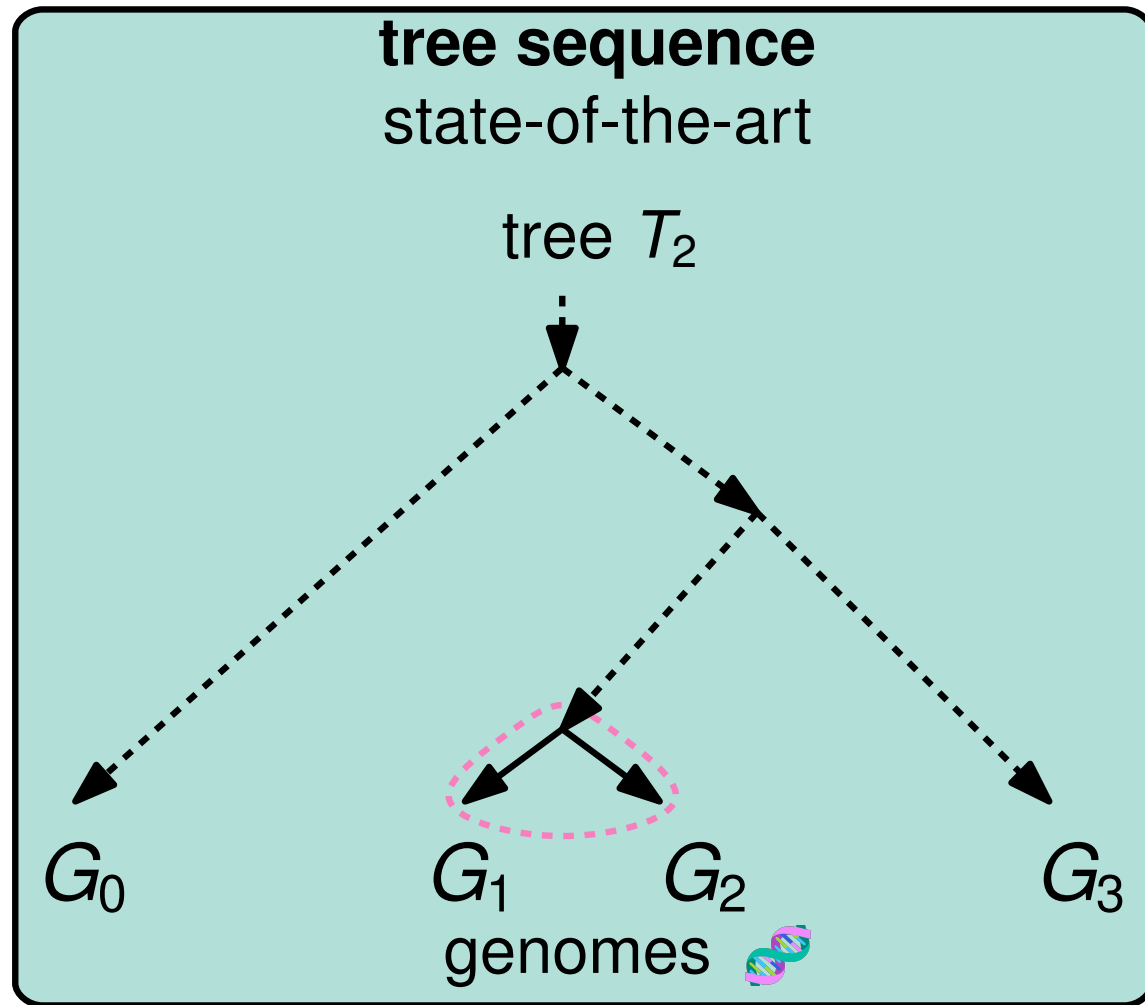 tree sequence
state-of-the-art
tree T₂
G₀ G₁ G₂ G₃
genomes 🧬